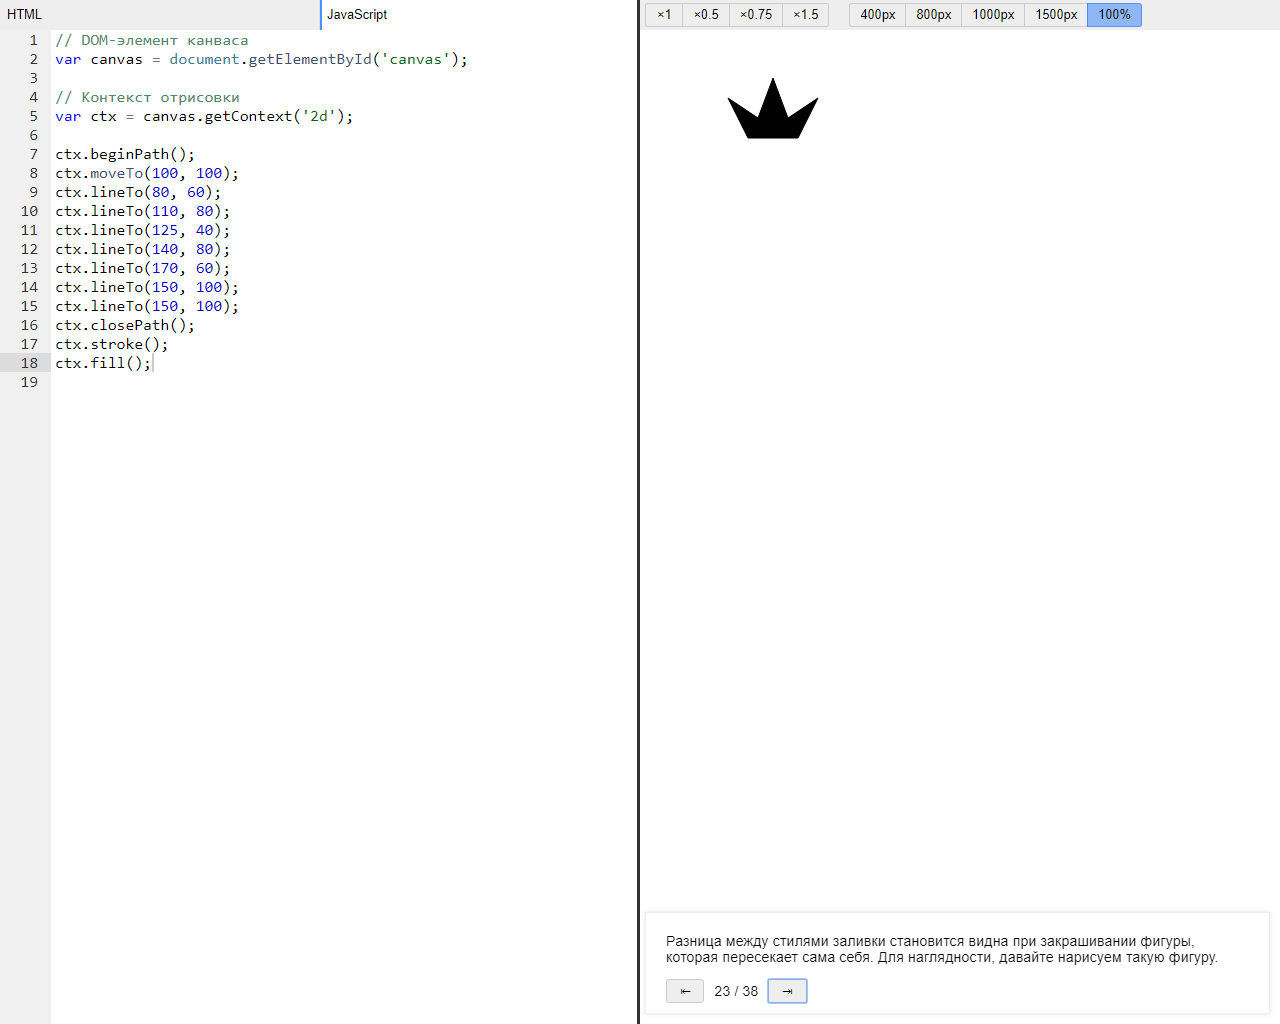 HTML
JavaScript
1 // DOM-элемент канваса
2 var canvas = document.getElementById('canvas');
3
4 // Контекст отрисовки
5 var ctx = canvas.getContext('2d');
6
7 ctx.beginPath();
8 ctx.moveTo(100, 100);
9 ctx.lineTo(80, 60);
10 ctx.lineTo(110, 80);
11 ctx.lineTo(125, 40);
12 ctx.lineTo(140, 80);
13 ctx.lineTo(170, 60);
14 ctx.lineTo(150, 100);
15 ctx.lineTo(150, 100);
16 ctx.closePath();
17 ctx.stroke();
18 ctx.fill();
19
×1 ×0.5 ×0.75 ×1.5 400px 800px 1000px 1500px 100%
Разница между стилями заливки становится видна при закрашивании фигуры,
которая пересекает сама себя. Для наглядности, давайте нарисуем такую фигуру.
⇤ 23 / 38 ⇥